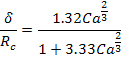 δ/R_c = 1.32Ca^{2/3} / 1 + 3.33Ca^{2/3}